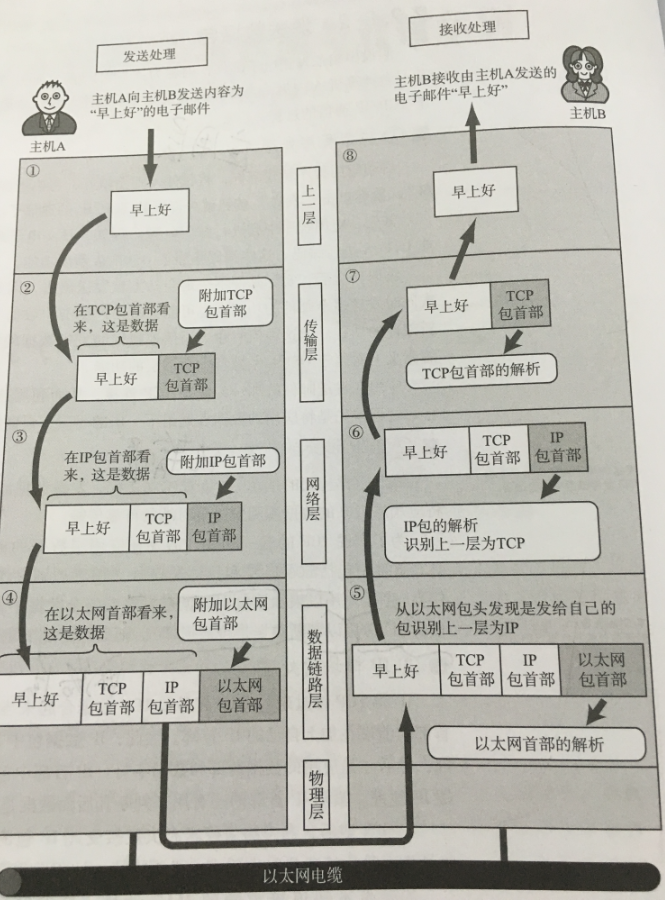 发送处理
主机A向主机B发送内容为
“早上好”的电子邮件
主机A
①
早上好
②
在TCP包首部看
来，这是数据
附加TCP
包首部
早上好
TCP
包首部
③
在IP包首部看
来，这是数据
附加IP包首部
早上好
TCP
包首部
IP
包首部
④
在以太网首部看来，
这是数据
附加以太网
包首部
早上好
TCP
包首部
IP
包首部
以太网
包首部
上一层
传输层
网络层
数据链路层
物理层
接收处理
主机B接收由主机A发送的
电子邮件“早上好”
主机B
⑧
早上好
⑦
早上好
TCP
包首部
TCP包首部的解析
⑥
早上好
TCP
包首部
IP
包首部
IP包的解析
识别上一层为TCP
⑤
从以太网包头发现是发给自己的
包识别上一层为IP
早上好
TCP
包首部
IP
包首部
以太网
包首部
以太网首部的解析
以太网电缆